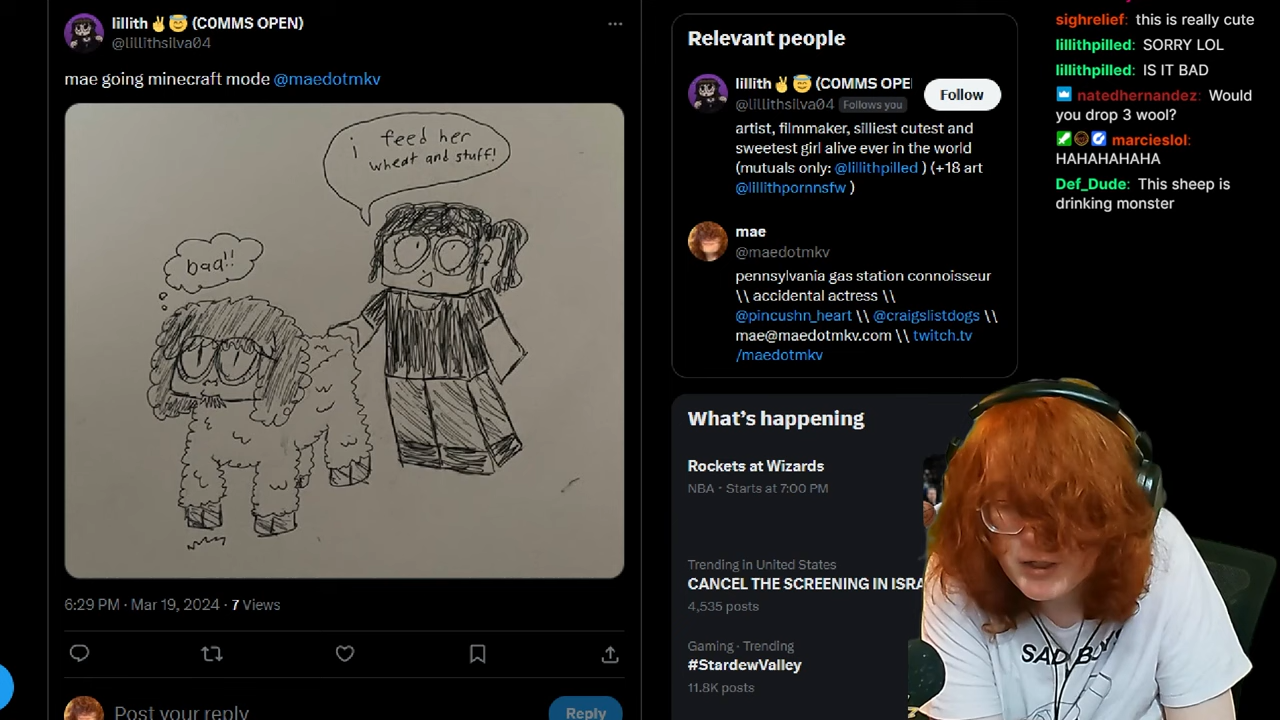 lillith✌️😇 (COMMS OPEN)
@lillithsilva04
mae going minecraft mode @maedotmkv
i feed her
wheat and stuff!
baa!!
6:29 PM · Mar 19, 2024 · 7 Views
Post your reply
Reply
Relevant people
lillith✌️😇 (COMMS OPE
@lillithsilva04 Follows you
Follow
artist, filmmaker, silliest cutest and
sweetest girl alive ever in the world
(mutuals only: @lillithpilled ) (+18 art
@lillithpornnsfw )
mae
@maedotmkv
pennsylvania gas station connoisseur
\\ accidental actress \\
@pincushn_heart \\ @craigslistdogs \\
mae@maedotmkv.com \\ twitch.tv
/maedotmkv
What's happening
Rockets at Wizards
NBA · Starts at 7:00 PM
Trending in United States
CANCEL THE SCREENING IN ISRA
4,535 posts
Gaming · Trending
#StardewValley
11.8K posts
sighrelief: this is really cute
lillithpilled: SORRY LOL
lillithpilled: IS IT BAD
natedhernandez: Would
you drop 3 wool?
marcieslol:
HAHAHAHAHA
Def_Dude: This sheep is
drinking monster
SAD BOYS